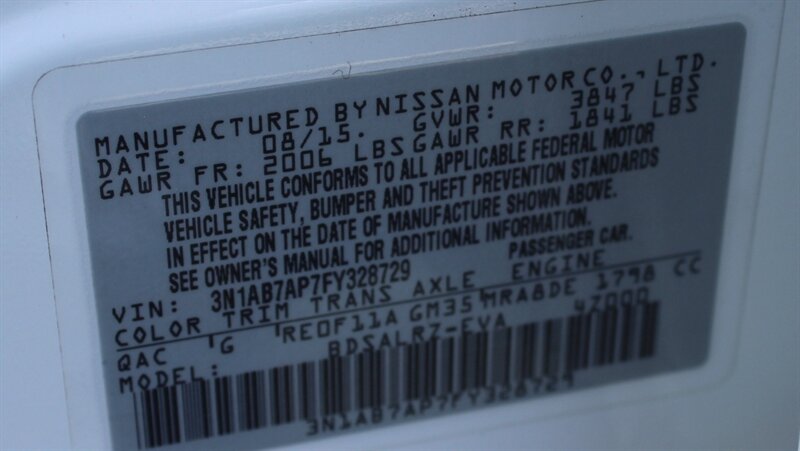 MANUFACTURED BY NISSAN MOTOR CO., LTD.
DATE: 08/15. GVWR: 3847 LBS
GAWR FR: 2006 LBS GAWR RR: 1841 LBS
THIS VEHICLE CONFORMS TO ALL APPLICABLE FEDERAL MOTOR
VEHICLE SAFETY, BUMPER AND THEFT PREVENTION STANDARDS
IN EFFECT ON THE DATE OF MANUFACTURE SHOWN ABOVE.
SEE OWNER'S MANUAL FOR ADDITIONAL INFORMATION.
PASSENGER CAR.
VIN: 3N1AB7AP7FY328729
COLOR TRIM TRANS AXLE ENGINE
QAC G RE0F11A GM35 MRA8DE 1798 CC
MODEL: BDSALRZ-EVA 47000
3N1AB7AP7FY328729